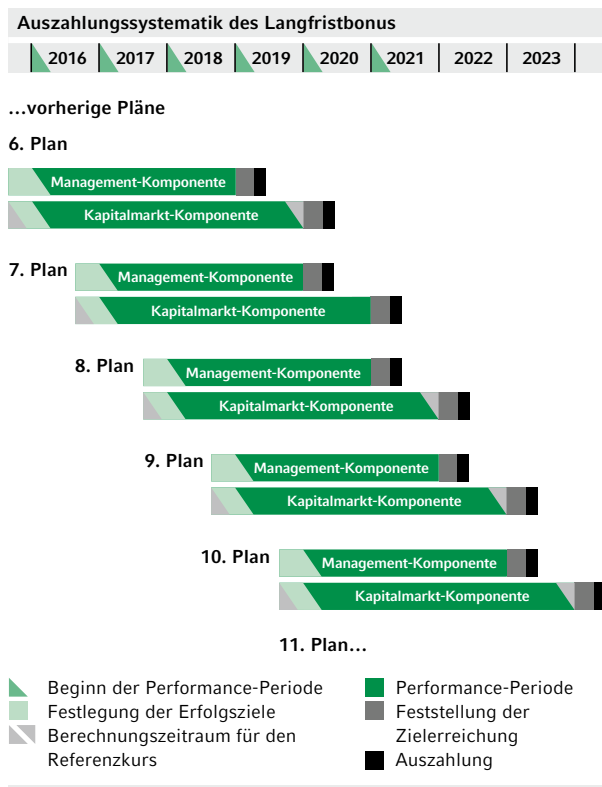 Auszahlungssystematik des Langfristbonus
2016 2017 2018 2019 2020 2021 2022 2023
...vorherige Pläne
6. Plan
Management-Komponente
Kapitalmarkt-Komponente
7. Plan
Management-Komponente
Kapitalmarkt-Komponente
8. Plan
Management-Komponente
Kapitalmarkt-Komponente
9. Plan
Management-Komponente
Kapitalmarkt-Komponente
10. Plan
Management-Komponente
Kapitalmarkt-Komponente
11. Plan...
Beginn der Performance-Periode
Festlegung der Erfolgsziele
Berechnungszeitraum für den
Referenzkurs
Performance-Periode
Feststellung der
Zielerreichung
Auszahlung